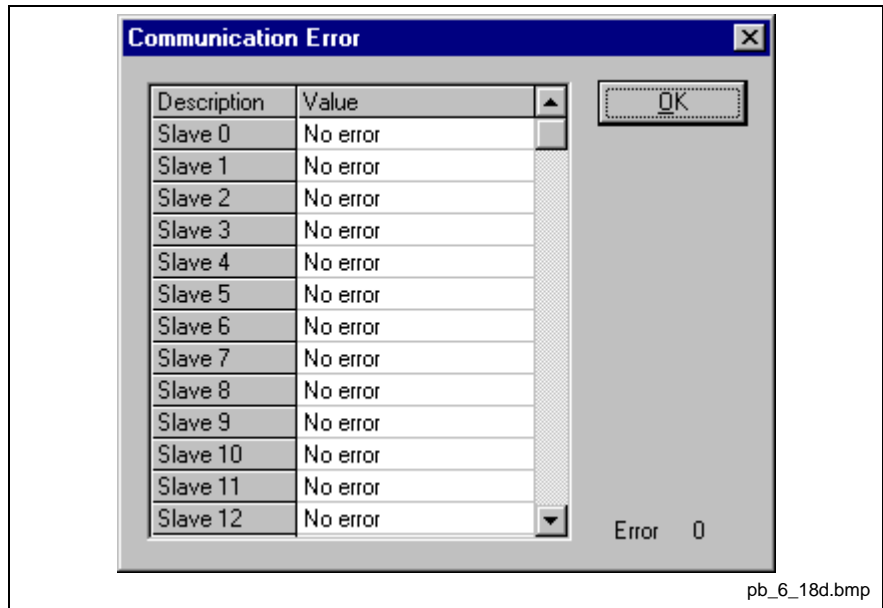 Communication Error
Description Value
OK
Slave 0 No error
Slave 1 No error
Slave 2 No error
Slave 3 No error
Slave 4 No error
Slave 5 No error
Slave 6 No error
Slave 7 No error
Slave 8 No error
Slave 9 No error
Slave 10 No error
Slave 11 No error
Slave 12 No error
Error 0
pb_6_18d.bmp